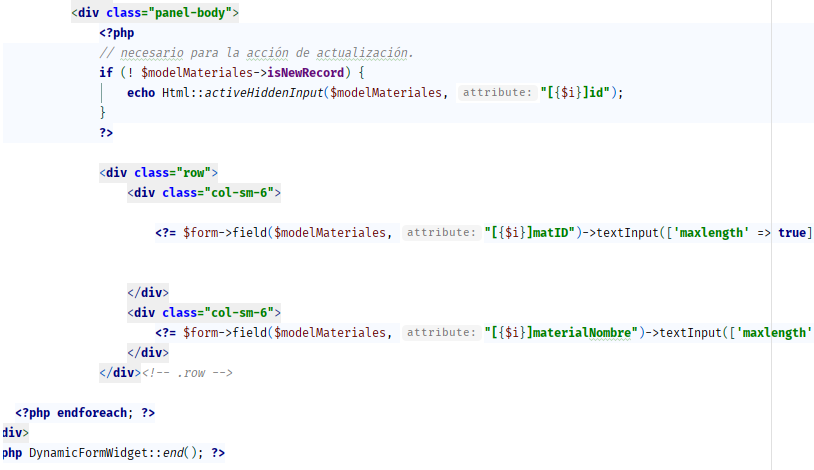 <div class="panel-body">
<?php
// necesario para la acción de actualización.
if (! $modelMateriales->isNewRecord) {
echo Html::activeHiddenInput($modelMateriales, attribute: "[{$i}]id");
}
?>
<div class="row">
<div class="col-sm-6">
<?= $form->field($modelMateriales, attribute: "[{$i}]matID")->textInput(['maxlength' => true]
</div>
<div class="col-sm-6">
<?= $form->field($modelMateriales, attribute: "[{$i}]materialNombre")->textInput(['maxlength'
</div>
</div><!-- .row -->
<?php endforeach; ?>
div>
php DynamicFormWidget::end(); ?>